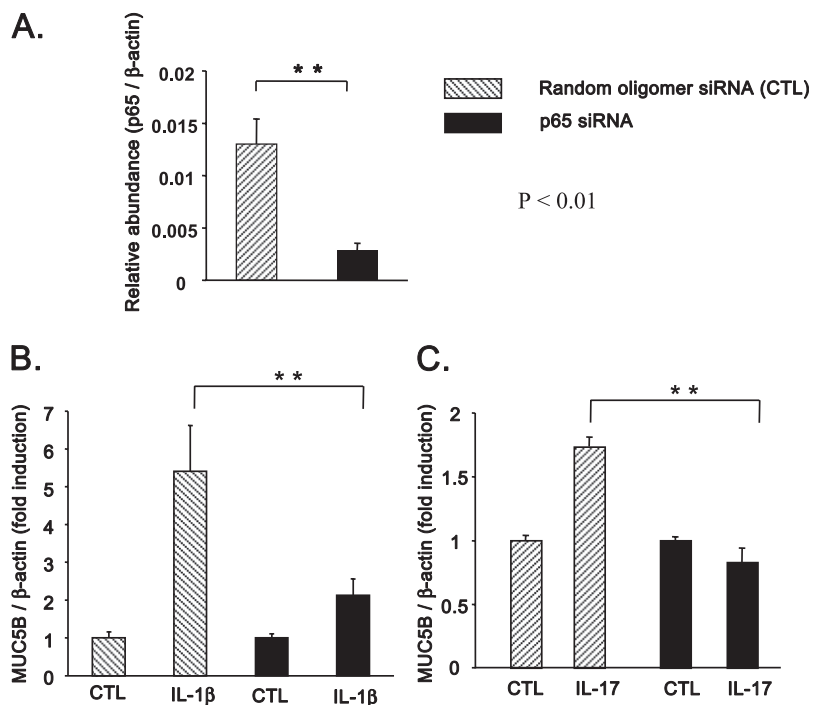 A.
Relative abundance (p65 / β-actin)
0.02
0.015
0.01
0.005
0
* *
Random oligomer siRNA (CTL)
p65 siRNA
P < 0.01
B.
MUC5B / β-actin (fold induction)
7
6
5
4
3
2
1
0
* *
CTL IL-1β CTL IL-1β
C.
MUC5B / β-actin (fold induction)
2
1.5
1
0.5
0
* *
CTL IL-17 CTL IL-17